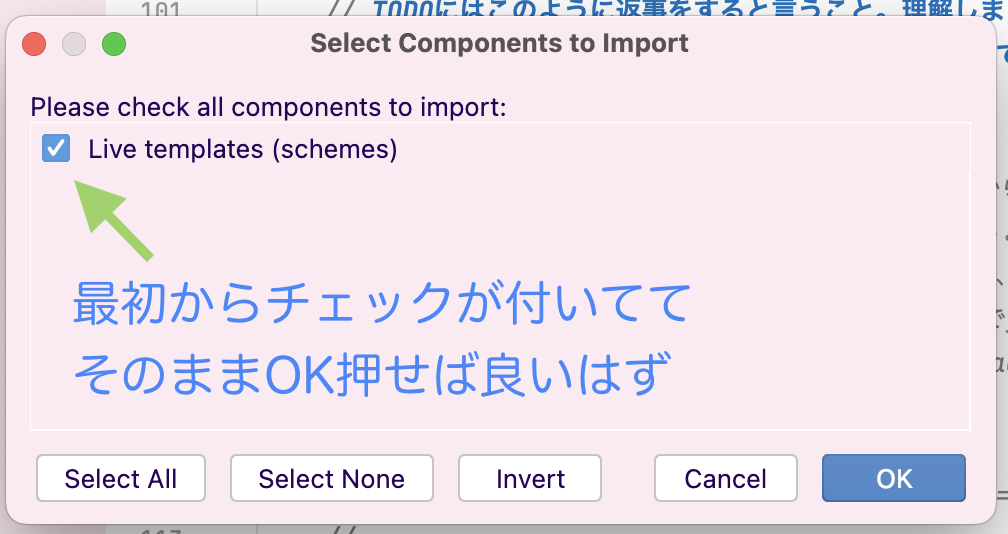 101 // TODOにはこのように返事をすると言うこと。理解しま
Select Components to Import
Please check all components to import:
Live templates (schemes)
最初からチェックが付いてて
そのままOK押せば良いはず
Select All Select None Invert Cancel OK
//